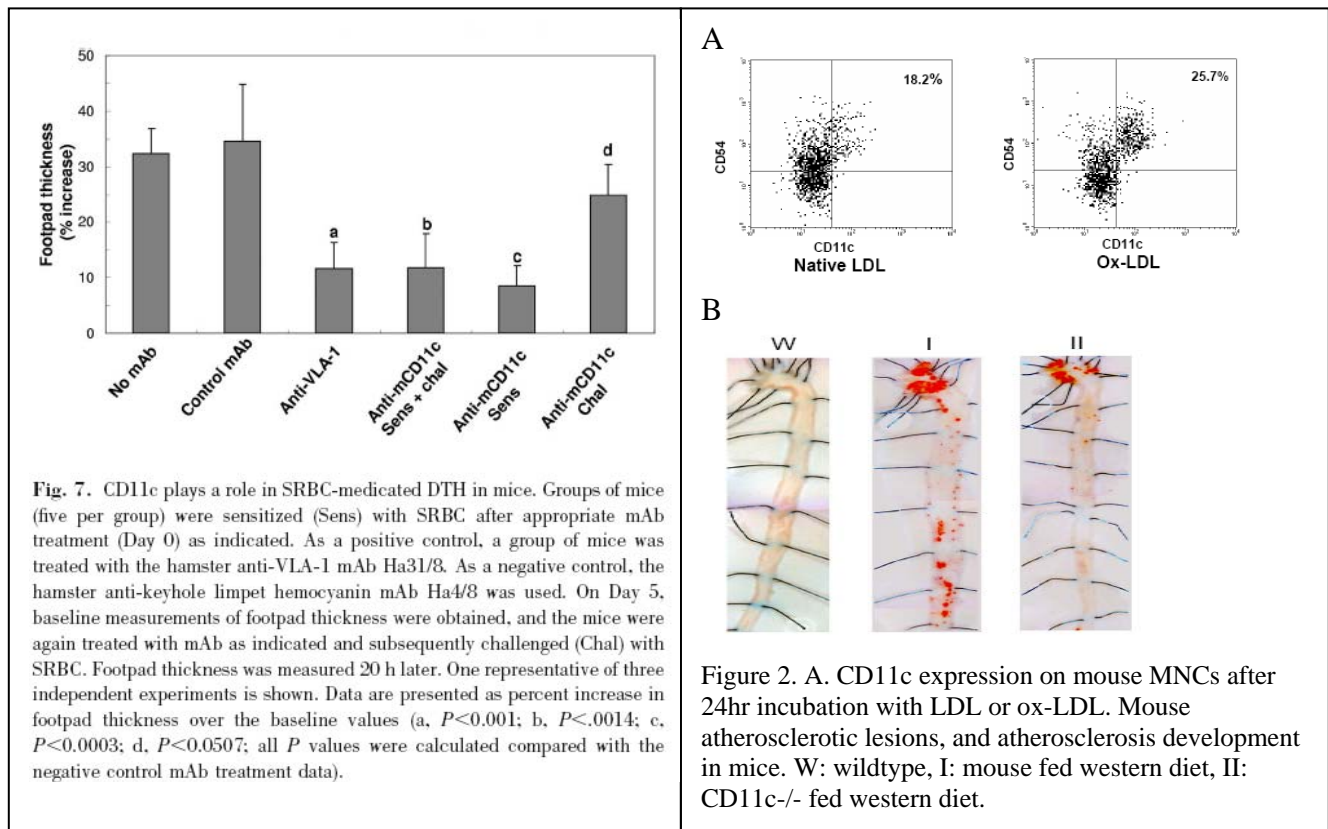 50
40
30
20
10
0
Footpad thickness
(% increase)
a
b
c
d
No mAb
Control mAb
Anti-VLA-1
Anti-mCD11c
Sens + chal
Anti-mCD11c
Sens
Anti-mCD11c
Chal
Fig. 7. CD11c plays a role in SRBC-medicated DTH in mice. Groups of mice
(five per group) were sensitized (Sens) with SRBC after appropriate mAb
treatment (Day 0) as indicated. As a positive control, a group of mice was
treated with the hamster anti-VLA-1 mAb Ha31/8. As a negative control, the
hamster anti-keyhole limpet hemocyanin mAb Ha4/8 was used. On Day 5,
baseline measurements of footpad thickness were obtained, and the mice were
again treated with mAb as indicated and subsequently challenged (Chal) with
SRBC. Footpad thickness was measured 20 h later. One representative of three
independent experiments is shown. Data are presented as percent increase in
footpad thickness over the baseline values (a, P<0.001; b, P<.0014; c,
P<0.0003; d, P<0.0507; all P values were calculated compared with the
negative control mAb treatment data).
A
18.2%
CD54
CD11c
Native LDL
25.7%
CD54
CD11c
Ox-LDL
B
W
I
II
Figure 2. A. CD11c expression on mouse MNCs after
24hr incubation with LDL or ox-LDL. Mouse
atherosclerotic lesions, and atherosclerosis development
in mice. W: wildtype, I: mouse fed western diet, II:
CD11c-/- fed western diet.